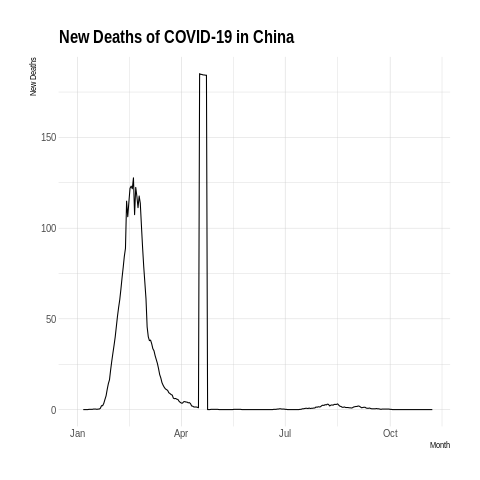 New Deaths of COVID-19 in China
New Deaths
150
100
50
0
Jan Apr Jul Oct
Month